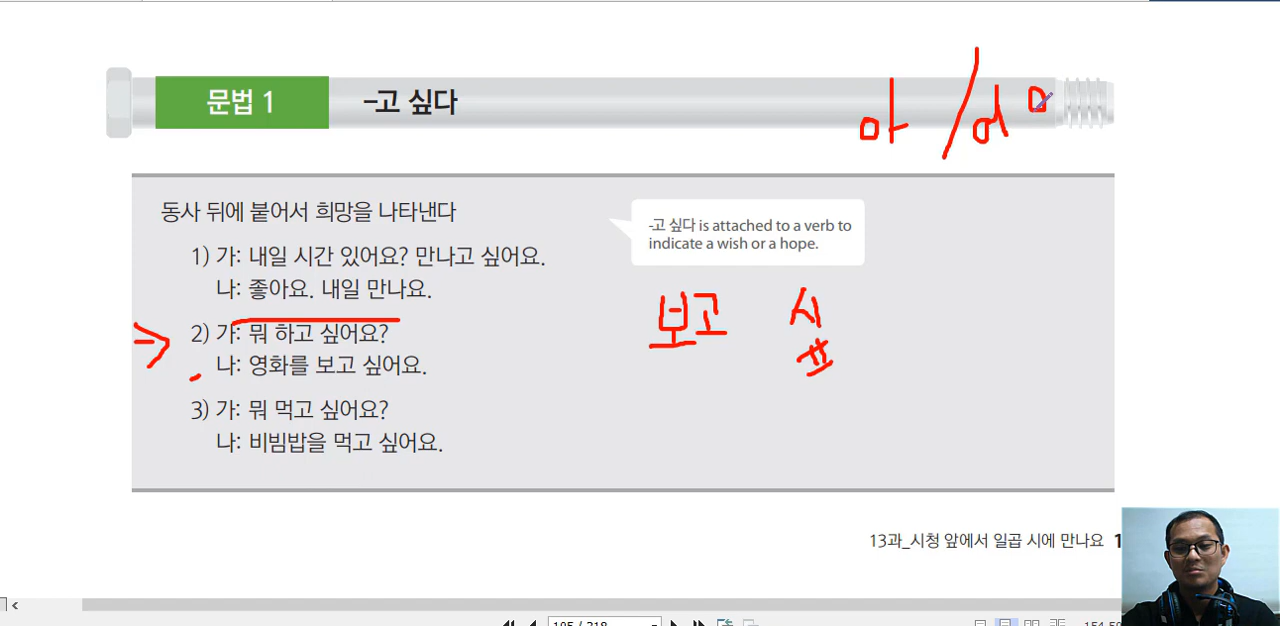 문법 1 -고 싶다
아/어
동사 뒤에 붙어서 희망을 나타낸다
-고 싶다 is attached to a verb to
indicate a wish or a hope.
1) 가: 내일 시간 있어요? 만나고 싶어요.
나: 좋아요. 내일 만나요.
2) 가: 뭐 하고 싶어요?
나: 영화를 보고 싶어요.
3) 가: 뭐 먹고 싶어요?
나: 비빔밥을 먹고 싶어요.
보고 싶
13과_시청 앞에서 일곱 시에 만나요 1